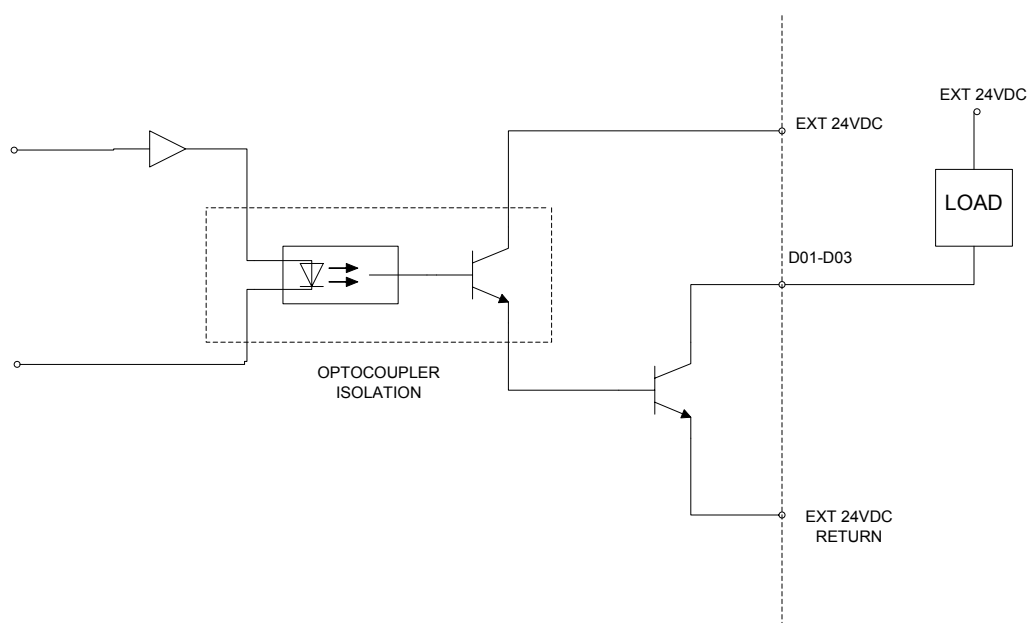 EXT 24VDC
EXT 24VDC
LOAD
D01-D03
OPTOCOUPLER
ISOLATION
EXT 24VDC
RETURN